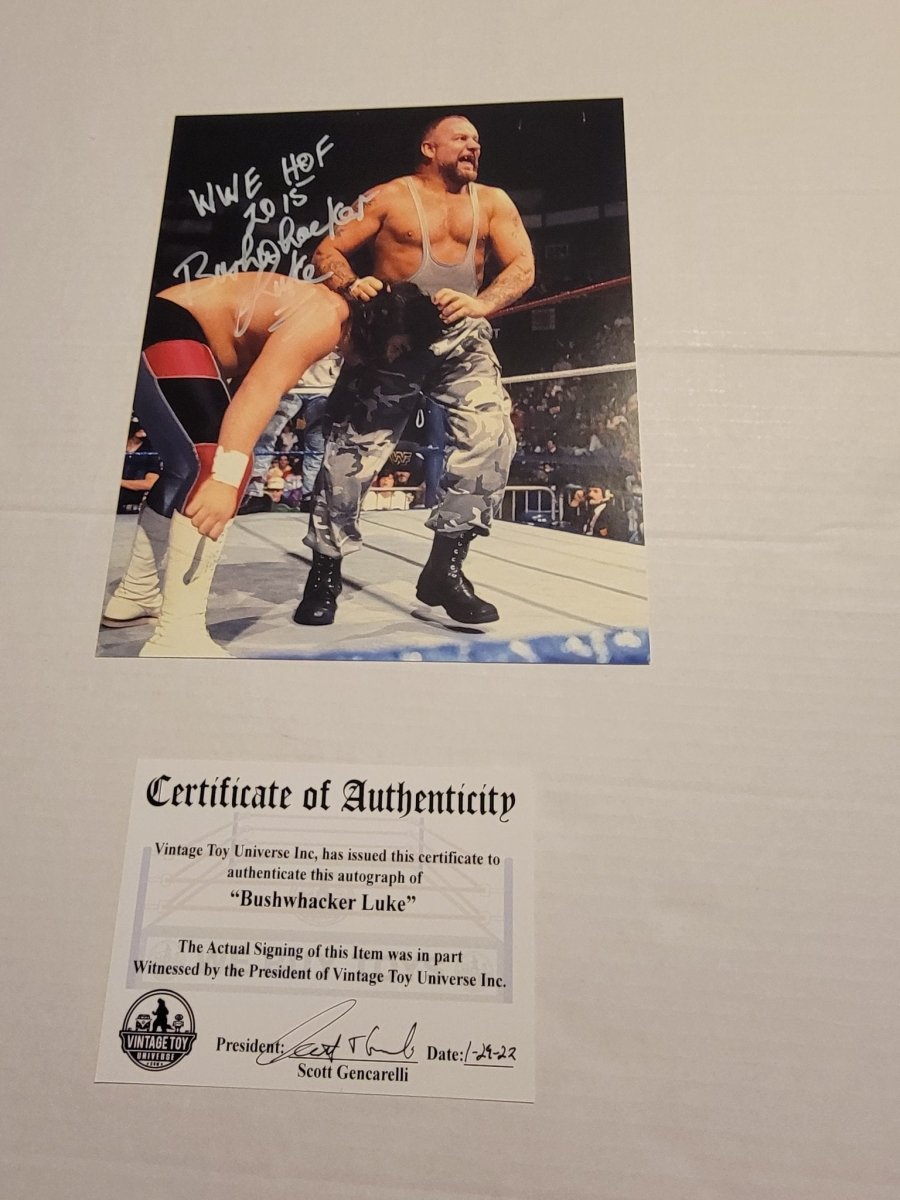 WWE HOF
2015
Bushwhacker
Luke
WWF
Certificate of Authenticity
Vintage Toy Universe Inc, has issued this certificate to
authenticate this autograph of
“Bushwhacker Luke”
The Actual Signing of this Item was in part
Witnessed by the President of Vintage Toy Universe Inc.
VINTAGE TOY
UNIVERSE
President:
Date: 1-29-22
Scott Gencarelli